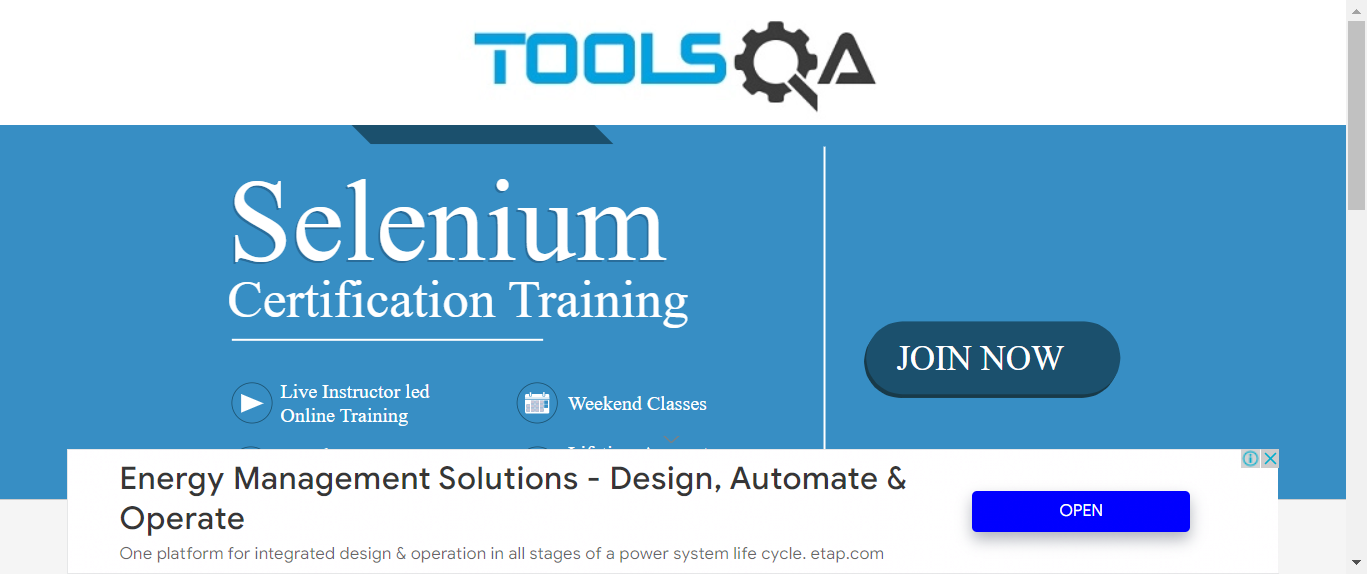 TOOLSQA
Selenium
Certification Training
JOIN NOW
Live Instructor led
Online Training
Weekend Classes
Energy Management Solutions - Design, Automate &
Operate
One platform for integrated design & operation in all stages of a power system life cycle. etap.com
OPEN